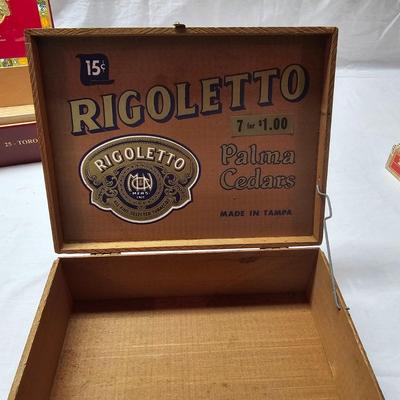 15¢
RIGOLETTO
7 for $1.00
RIGOLETTO
Palma
Cedars
MADE IN TAMPA
25 - TORO